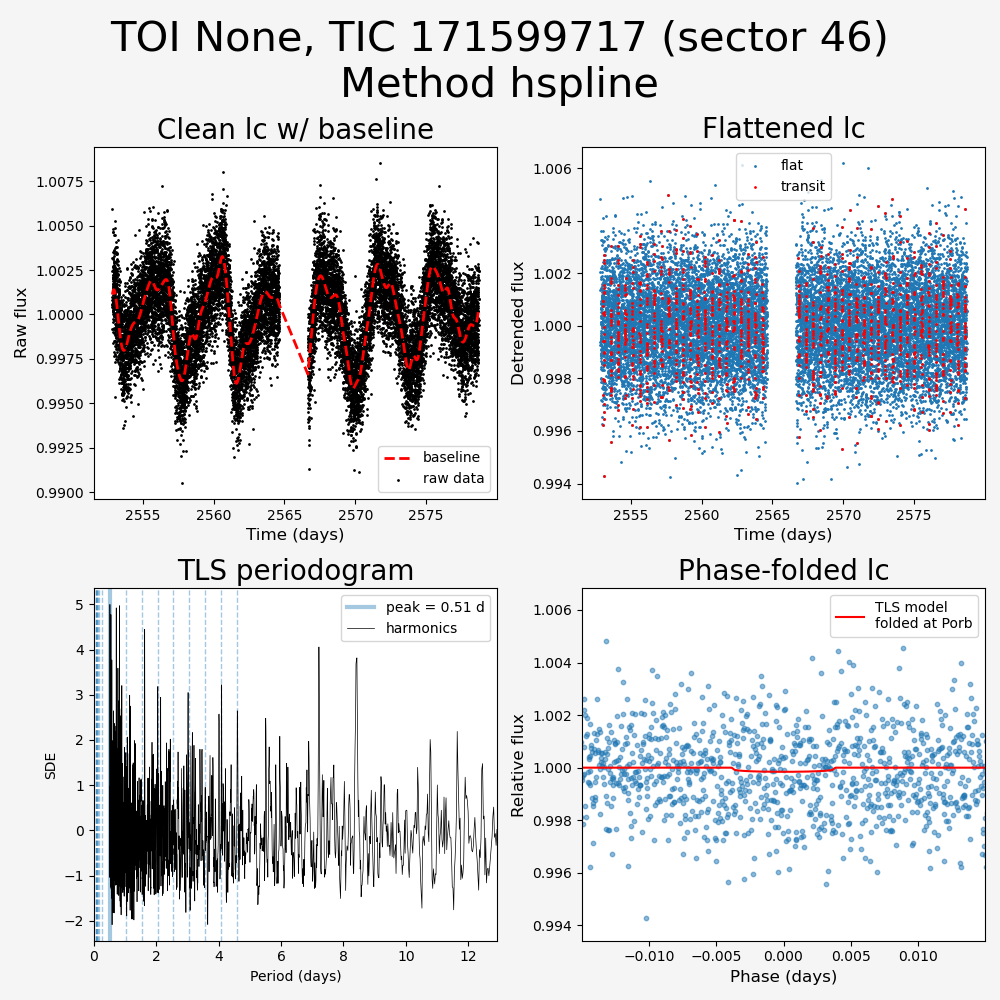 TOI None, TIC 171599717 (sector 46)
Method hspline
Clean lc w/ baseline
Raw flux
1.0075
1.0050
1.0025
1.0000
0.9975
0.9950
0.9925
0.9900
baseline
raw data
2555
2560
2565
2570
2575
Time (days)
Flattened lc
Detrended flux
1.006
1.004
1.002
1.000
0.998
0.996
0.994
flat
transit
2555
2560
2565
2570
2575
Time (days)
TLS periodogram
SDE
5
4
3
2
1
0
−1
−2
peak = 0.51 d
harmonics
0
2
4
6
8
10
12
Period (days)
Phase-folded lc
Relative flux
1.006
1.004
1.002
1.000
0.998
0.996
0.994
TLS model
folded at Porb
−0.010
−0.005
0.000
0.005
0.010
Phase (days)